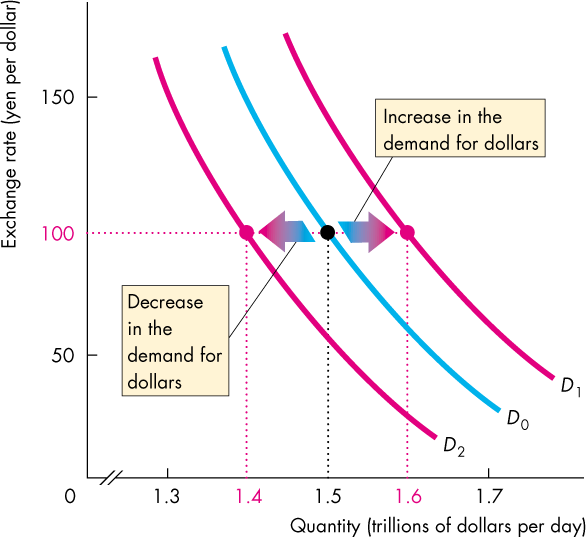 Exchange rate (yen per dollar)
150
100
50
0
Increase in the
demand for dollars
Decrease
in the
demand for
dollars
D1
D0
D2
1.3
1.4
1.5
1.6
1.7
Quantity (trillions of dollars per day)